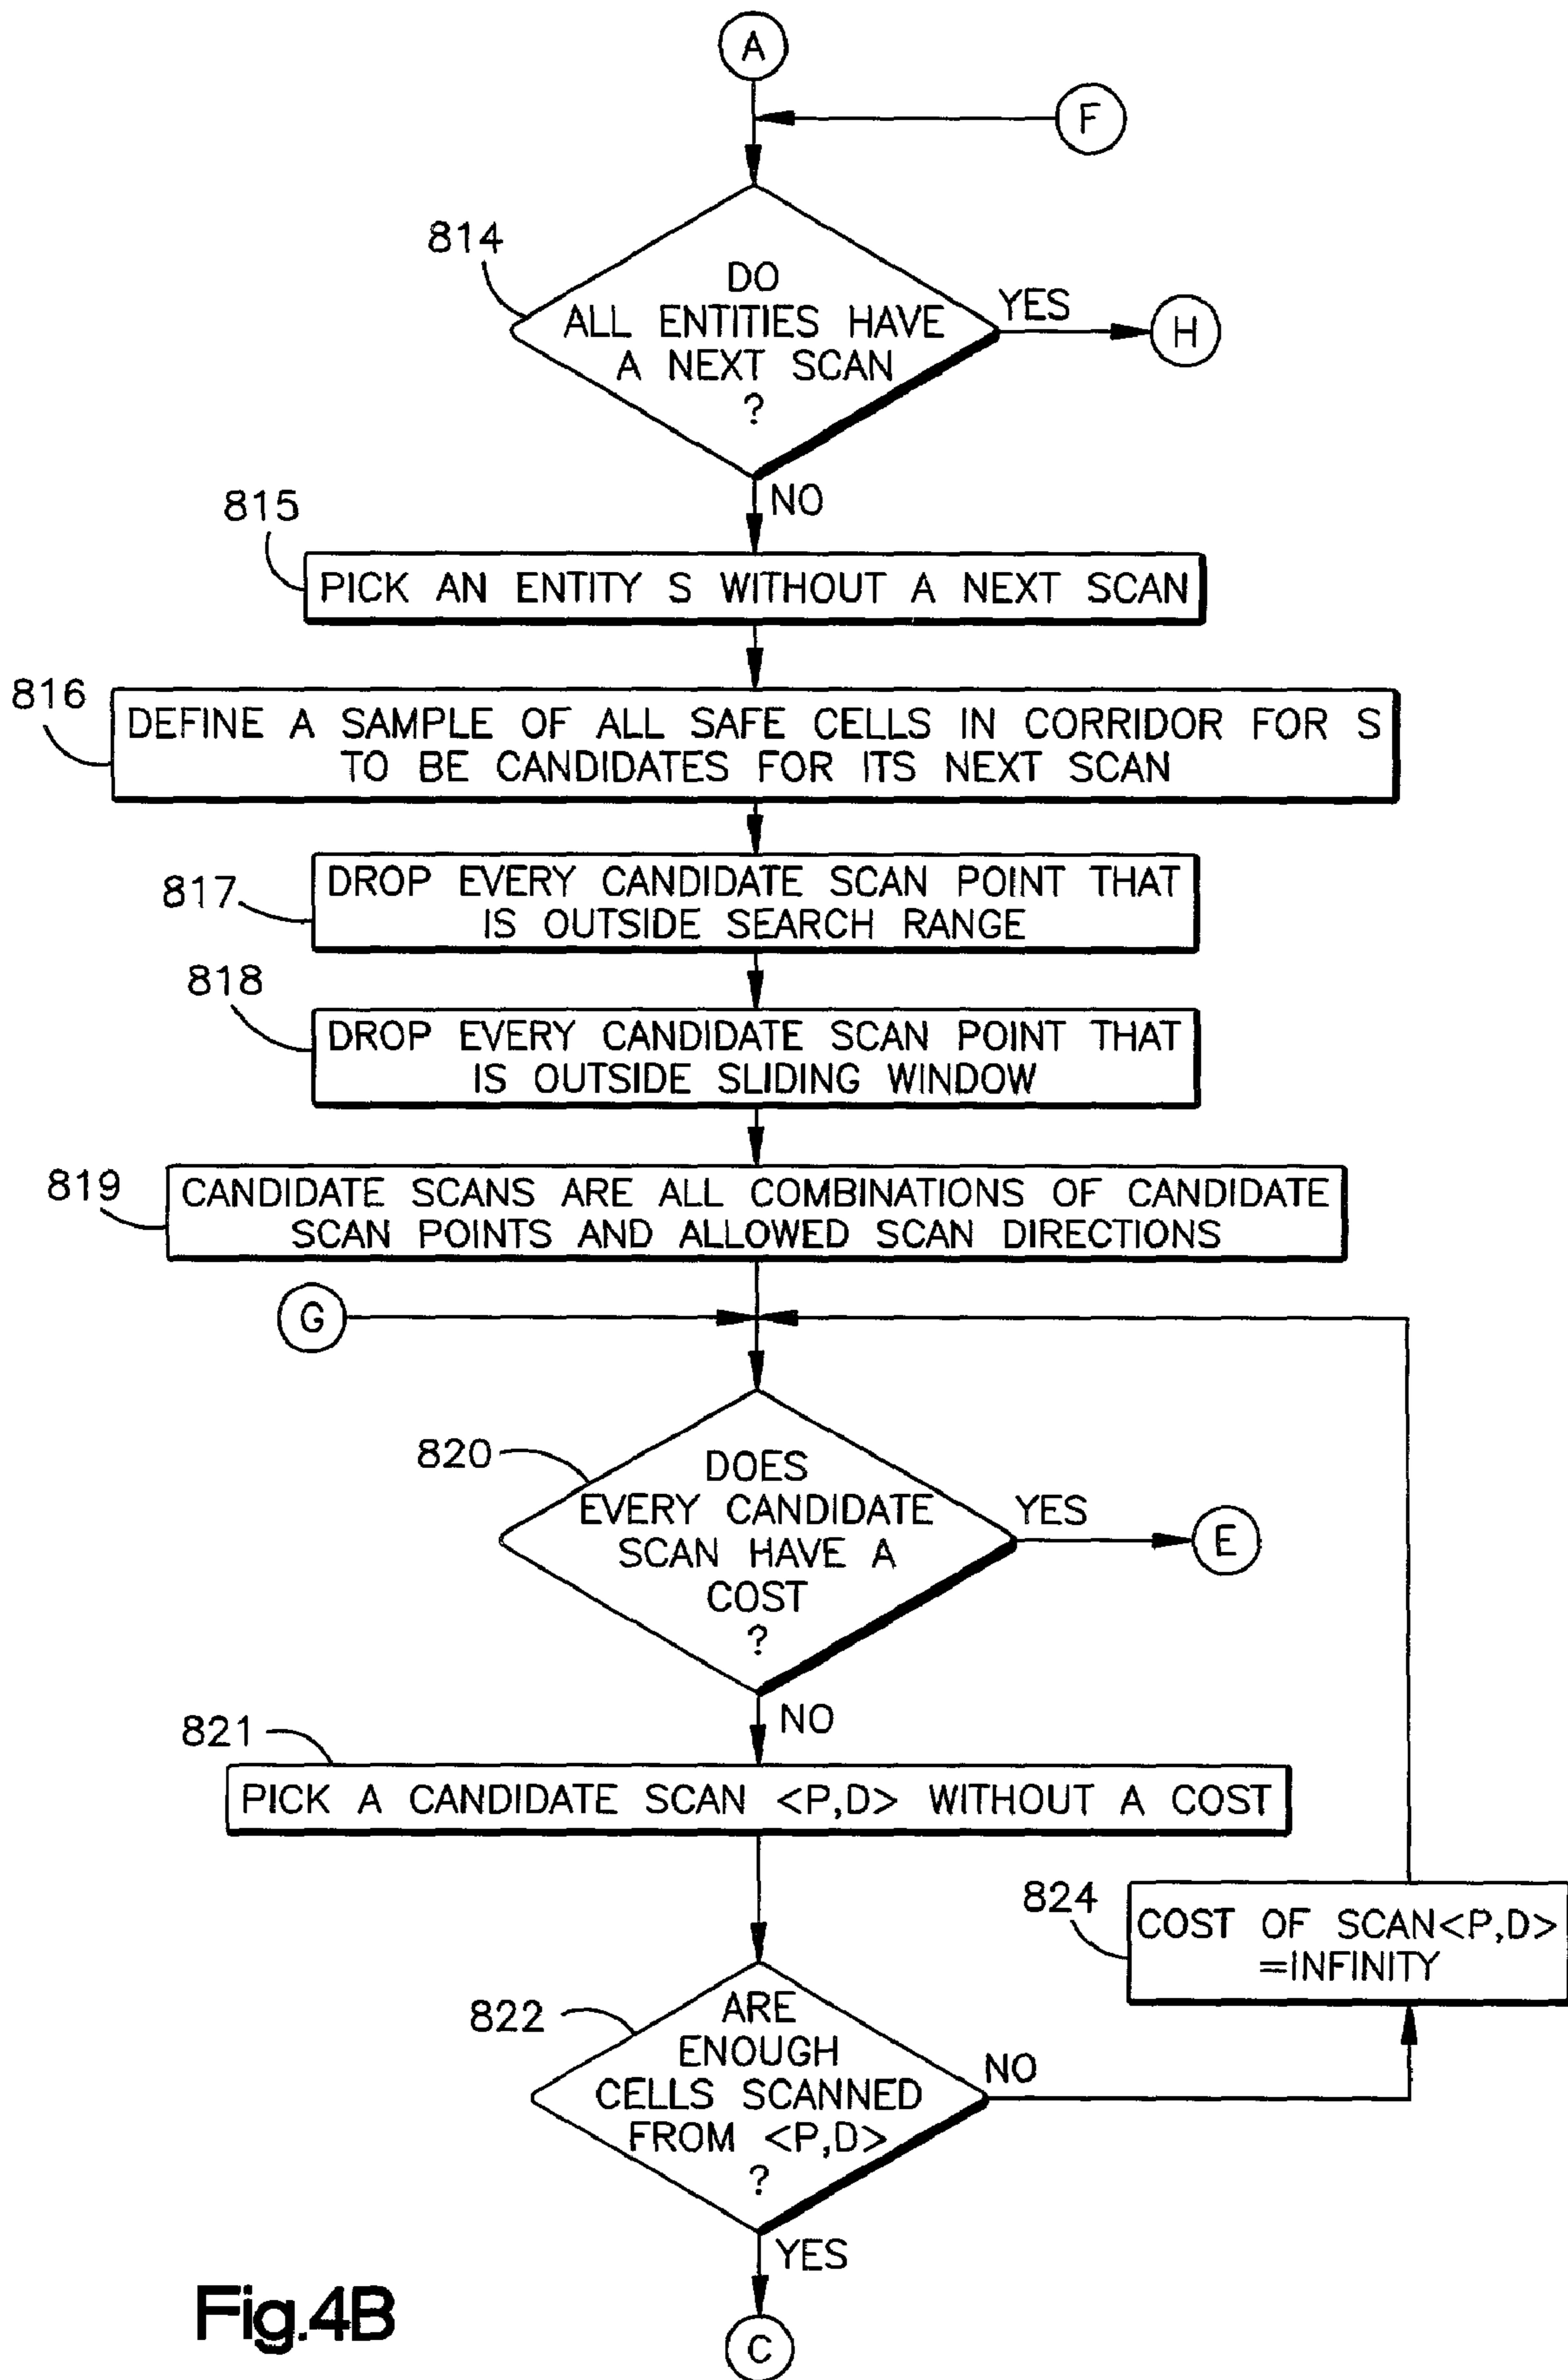 A
F
814
DO
ALL ENTITIES HAVE
A NEXT SCAN
?
YES
H
NO
815
PICK AN ENTITY S WITHOUT A NEXT SCAN
816
DEFINE A SAMPLE OF ALL SAFE CELLS IN CORRIDOR FOR S
TO BE CANDIDATES FOR ITS NEXT SCAN
817
DROP EVERY CANDIDATE SCAN POINT THAT
IS OUTSIDE SEARCH RANGE
818
DROP EVERY CANDIDATE SCAN POINT THAT
IS OUTSIDE SLIDING WINDOW
819
CANDIDATE SCANS ARE ALL COMBINATIONS OF CANDIDATE
SCAN POINTS AND ALLOWED SCAN DIRECTIONS
G
820
DOES
EVERY CANDIDATE
SCAN HAVE A
COST
?
YES
E
NO
821
PICK A CANDIDATE SCAN <P,D> WITHOUT A COST
824
COST OF SCAN<P,D>
=INFINITY
822
ARE
ENOUGH
CELLS SCANNED
FROM <P,D>
?
NO
YES
C
Fig.4B